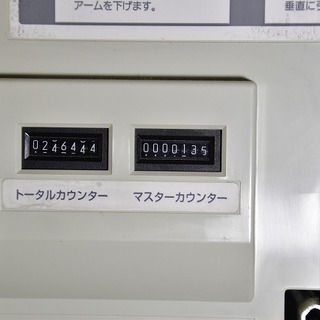 アームを下げます。
垂直に引
0246444
0000135
トータルカウンター
マスターカウンター